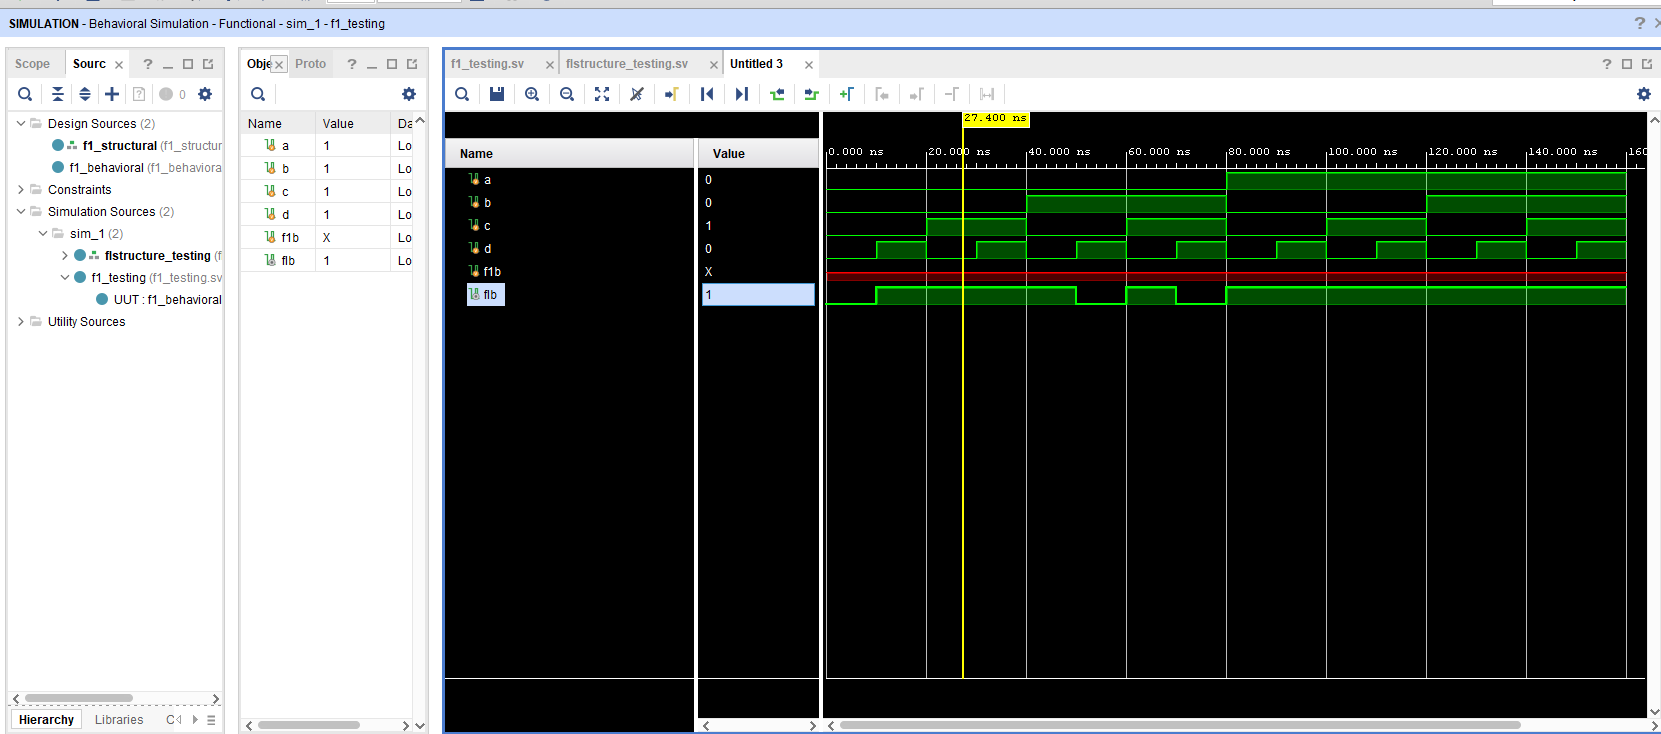 SIMULATION - Behavioral Simulation - Functional - sim_1 - f1_testing
Scope Sourc
0
Design Sources (2)
f1_structural (f1_structur
f1_behavioral (f1_behaviora
Constraints
Simulation Sources (2)
sim_1 (2)
flstructure_testing (f
f1_testing (f1_testing.sv
UUT : f1_behavioral
Utility Sources
Hierarchy Libraries C
Obje Proto
Name Value Da
a 1 Lo
b 1 Lo
c 1 Lo
d 1 Lo
f1b X Lo
flb 1 Lo
f1_testing.sv flstructure_testing.sv Untitled 3
27.400 ns
Name Value
0.000 ns 20.000 ns 40.000 ns 60.000 ns 80.000 ns 100.000 ns 120.000 ns 140.000 ns 160
a 0
b 0
c 1
d 0
f1b X
flb 1